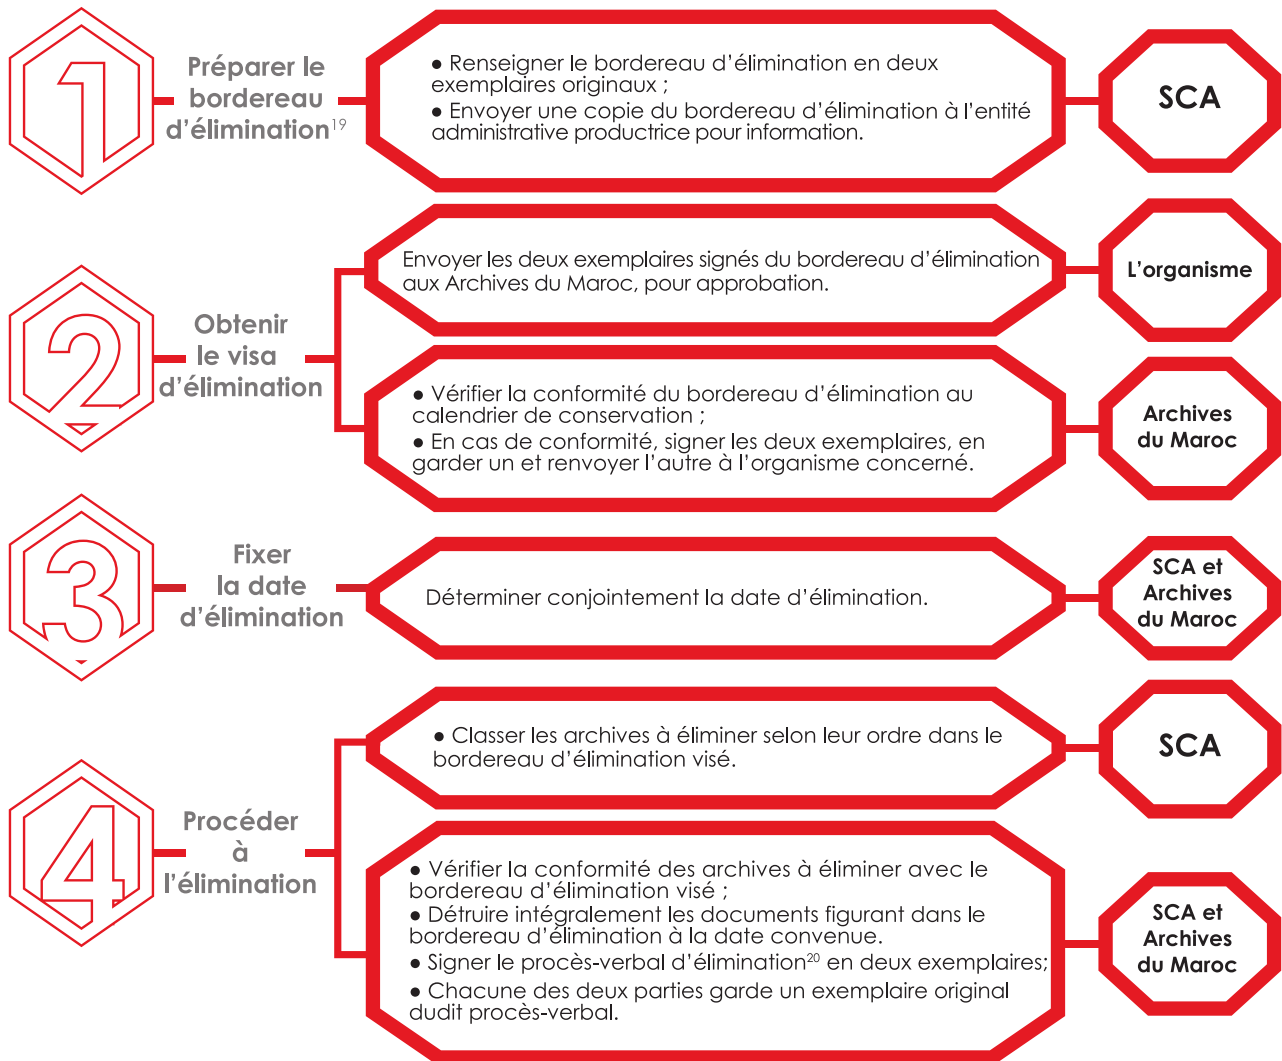 1
Préparer le
bordereau
d'élimination19
● Renseigner le bordereau d'élimination en deux
exemplaires originaux ;
● Envoyer une copie du bordereau d'élimination à l'entité
administrative productrice pour information.
SCA
2
Obtenir
le visa
d'élimination
Envoyer les deux exemplaires signés du bordereau d'élimination
aux Archives du Maroc, pour approbation.
L'organisme
● Vérifier la conformité du bordereau d'élimination au
calendrier de conservation ;
● En cas de conformité, signer les deux exemplaires, en
garder un et renvoyer l'autre à l'organisme concerné.
Archives
du Maroc
3
Fixer
la date
d'élimination
Déterminer conjointement la date d'élimination.
SCA et
Archives
du Maroc
4
Procéder
à
l'élimination
● Classer les archives à éliminer selon leur ordre dans le
bordereau d'élimination visé.
SCA
● Vérifier la conformité des archives à éliminer avec le
bordereau d'élimination visé ;
● Détruire intégralement les documents figurant dans le
bordereau d'élimination à la date convenue.
● Signer le procès-verbal d'élimination20 en deux exemplaires;
● Chacune des deux parties garde un exemplaire original
dudit procès-verbal.
SCA et
Archives
du Maroc